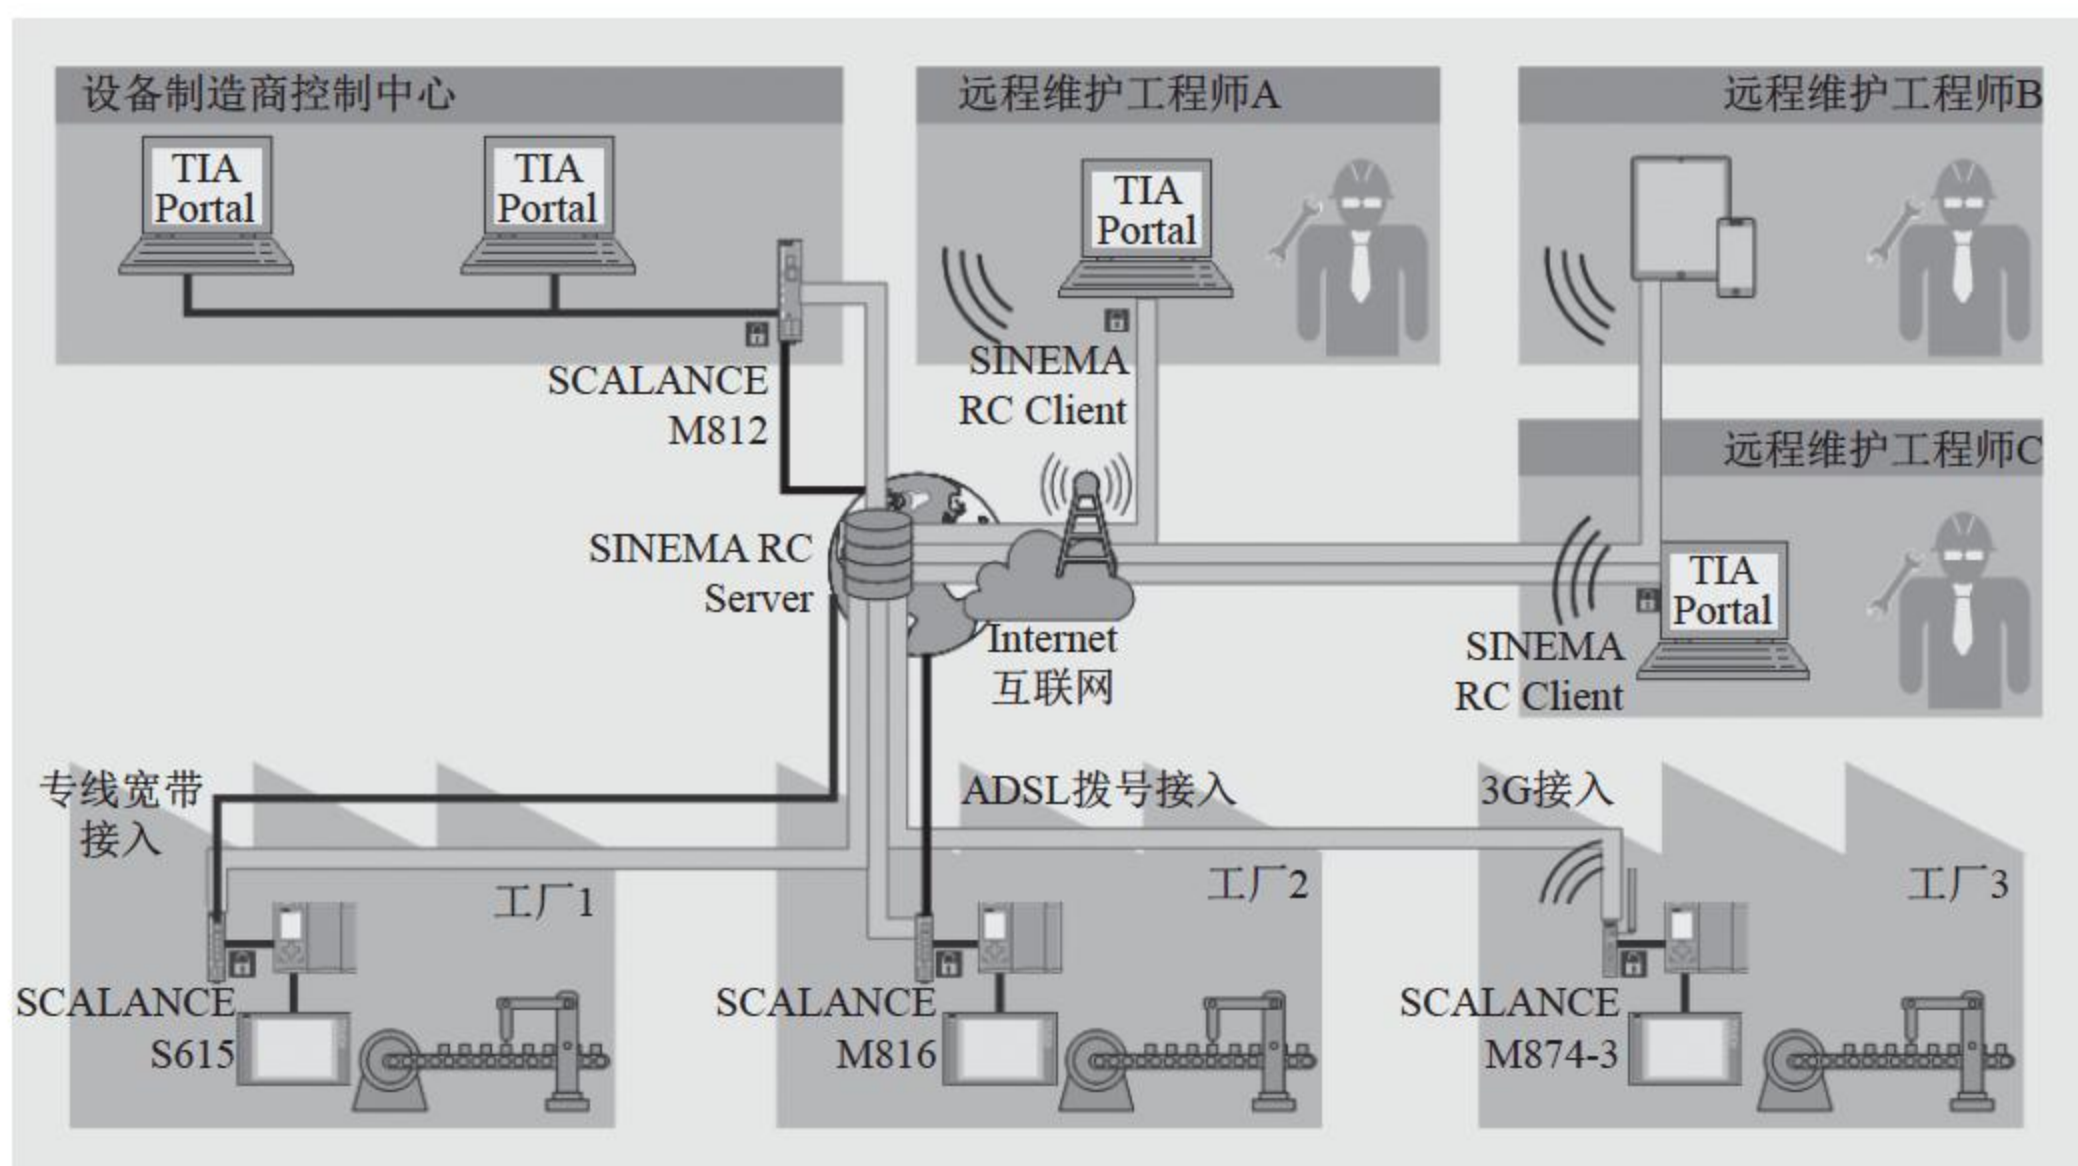 设备制造商控制中心
TIA
Portal
TIA
Portal
SCALANCE
M812
远程维护工程师A
TIA
Portal
SINEMA
RC Client
远程维护工程师B
远程维护工程师C
TIA
Portal
SINEMA
RC Client
SINEMA RC
Server
Internet
互联网
专线宽带
接入
工厂1
SCALANCE
S615
ADSL拨号接入
工厂2
SCALANCE
M816
3G接入
工厂3
SCALANCE
M874-3